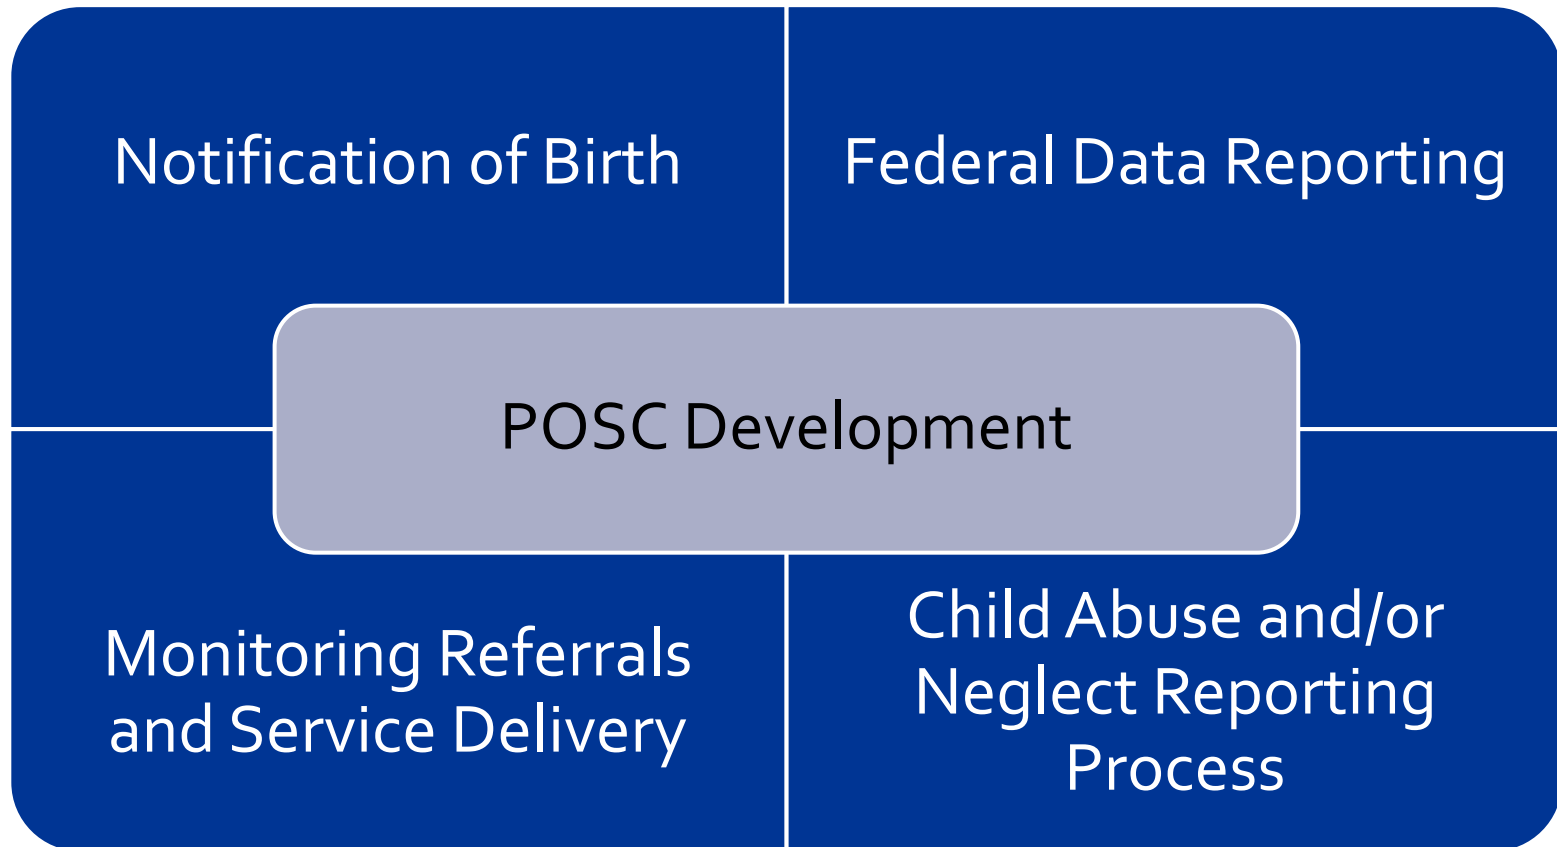 Notification of Birth
Federal Data Reporting
POSC Development
Monitoring Referrals
and Service Delivery
Child Abuse and/or
Neglect Reporting
Process